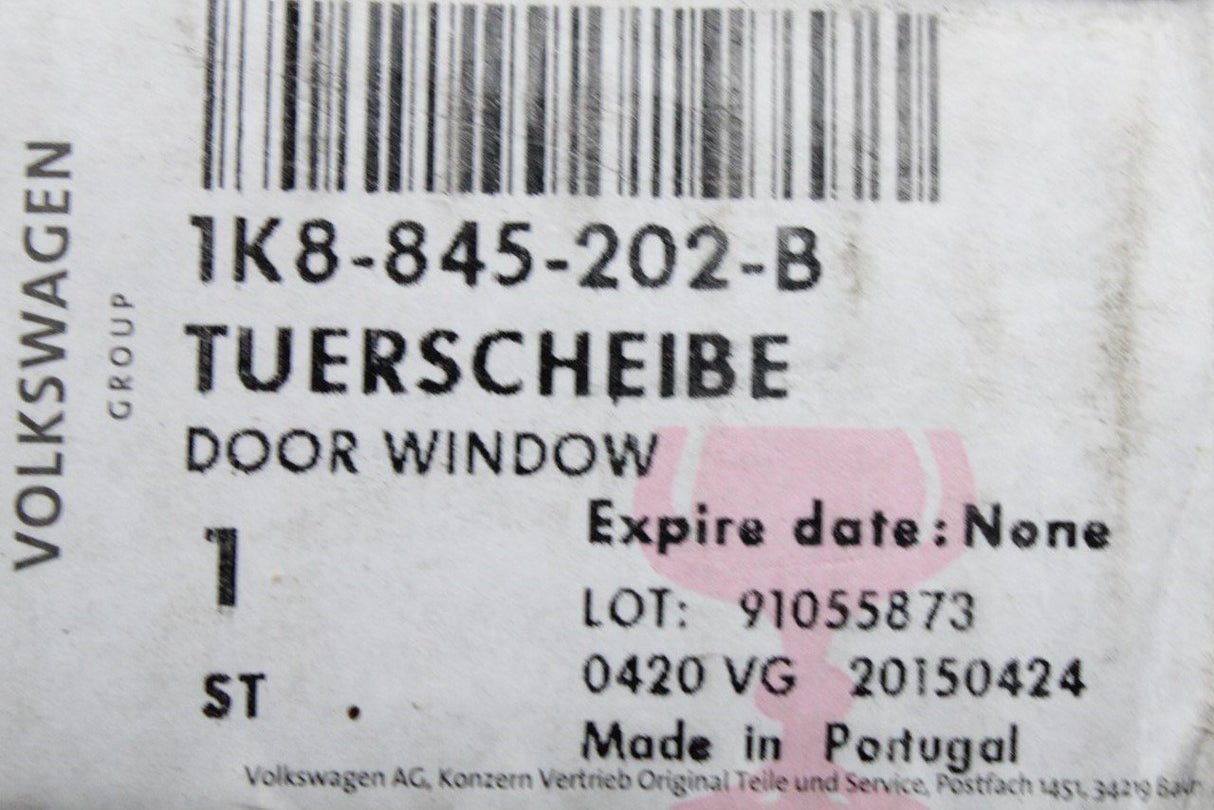 VOLKSWAGEN
GROUP
1K8-845-202-B
TUERSCHEIBE
DOOR WINDOW
1
Expire date: None
LOT: 91055873
0420 VG 20150424
ST .
Made in Portugal
Volkswagen AG, Konzern Vertrieb Original Teile und Service, Postfach 1451, 34219